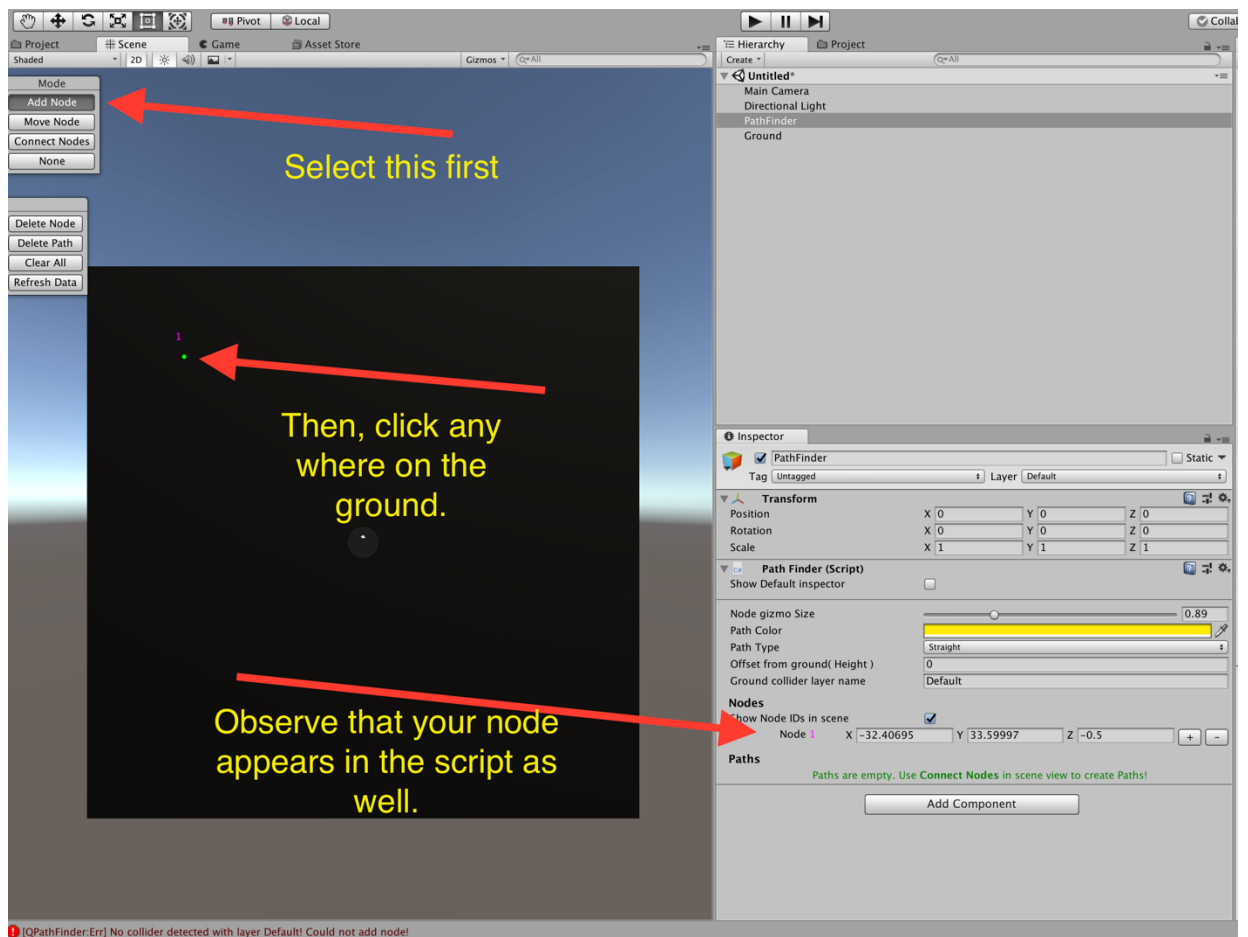 Pivot Local Collab
Project Scene Game Asset Store
Shaded 2D Gizmos All
Mode
Add Node
Move Node
Connect Nodes
None
Select this first
Delete Node
Delete Path
Clear All
Refresh Data
1
Then, click any
where on the
ground.
Observe that your node
appears in the script as
well.
Hierarchy Project
Create All
Untitled*
Main Camera
Directional Light
PathFinder
Ground
Inspector
PathFinder Static
Tag Untagged Layer Default
Transform
Position X 0 Y 0 Z 0
Rotation X 0 Y 0 Z 0
Scale X 1 Y 1 Z 1
C# Path Finder (Script)
Show Default inspector
Node gizmo Size 0.89
Path Color
Path Type Straight
Offset from ground( Height ) 0
Ground collider layer name Default
Nodes
Show Node IDs in scene
Node 1 X -32.40695 Y 33.59997 Z -0.5 + -
Paths
Paths are empty. Use Connect Nodes in scene view to create Paths!
Add Component
[QPathFinder:Err] No collider detected with layer Default! Could not add node!